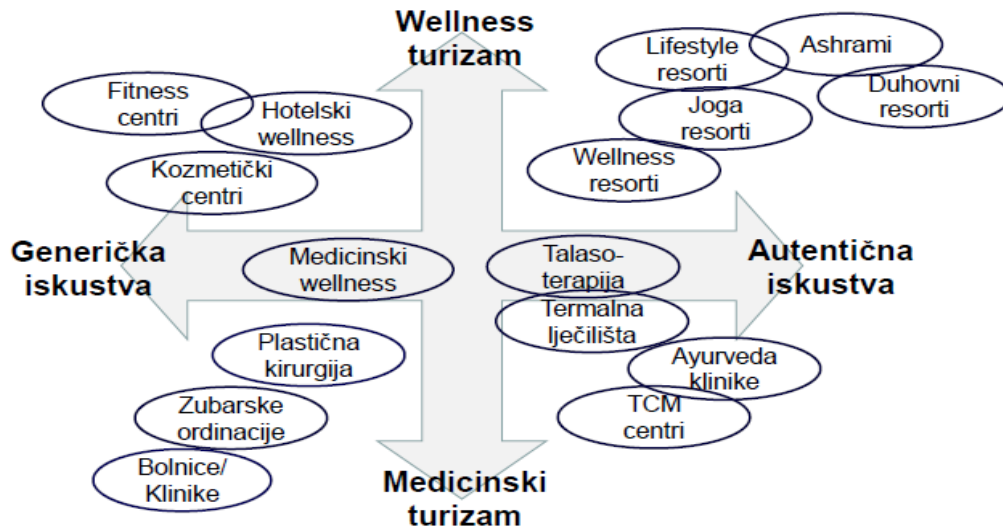 Wellness
turizam
Lifestyle
resorti
Ashrami
Duhovni
resorti
Fitness
centri
Hotelski
wellness
Joga
resorti
Kozmetički
centri
Wellness
resorti
Generička
iskustva
Medicinski
wellness
Talaso-
terapija
Autentična
iskustva
Termalna
lječilišta
Plastična
kirurgija
Ayurveda
klinike
Zubarske
ordinacije
TCM
centri
Bolnice/
Klinike
Medicinski
turizam